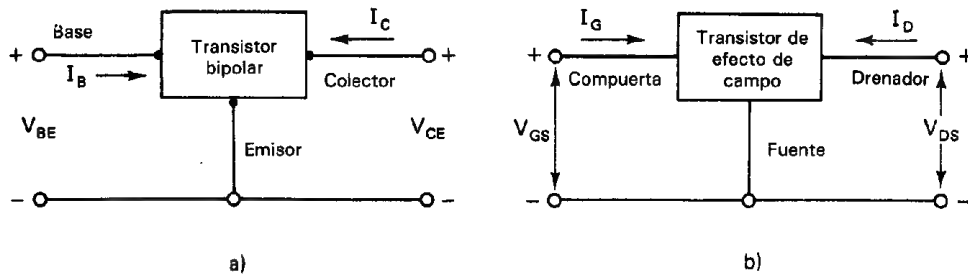 Base
I_B
+
V_BE
−
Transistor
bipolar
I_C
+
Colector
V_CE
−
Emisor
a)
I_G
+
Compuerta
V_GS
−
Transistor de
efecto de
campo
I_D
+
Drenador
V_DS
−
Fuente
b)